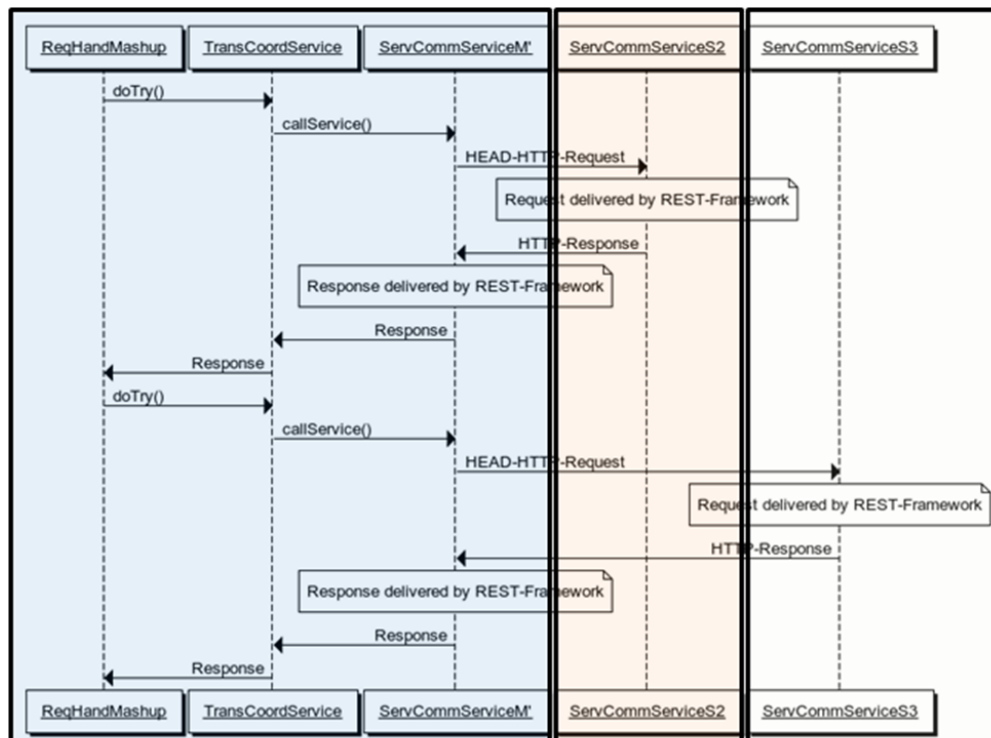 ReqHandMashup TransCoordService ServCommServiceM' ServCommServiceS2 ServCommServiceS3
doTry()
callService()
HEAD-HTTP-Request
Request delivered by REST-Framework
HTTP-Response
Response delivered by REST-Framework
Response
Response
doTry()
callService()
HEAD-HTTP-Request
Request delivered by REST-Framework
HTTP-Response
Response delivered by REST-Framework
Response
Response
ReqHandMashup TransCoordService ServCommServiceM' ServCommServiceS2 ServCommServiceS3